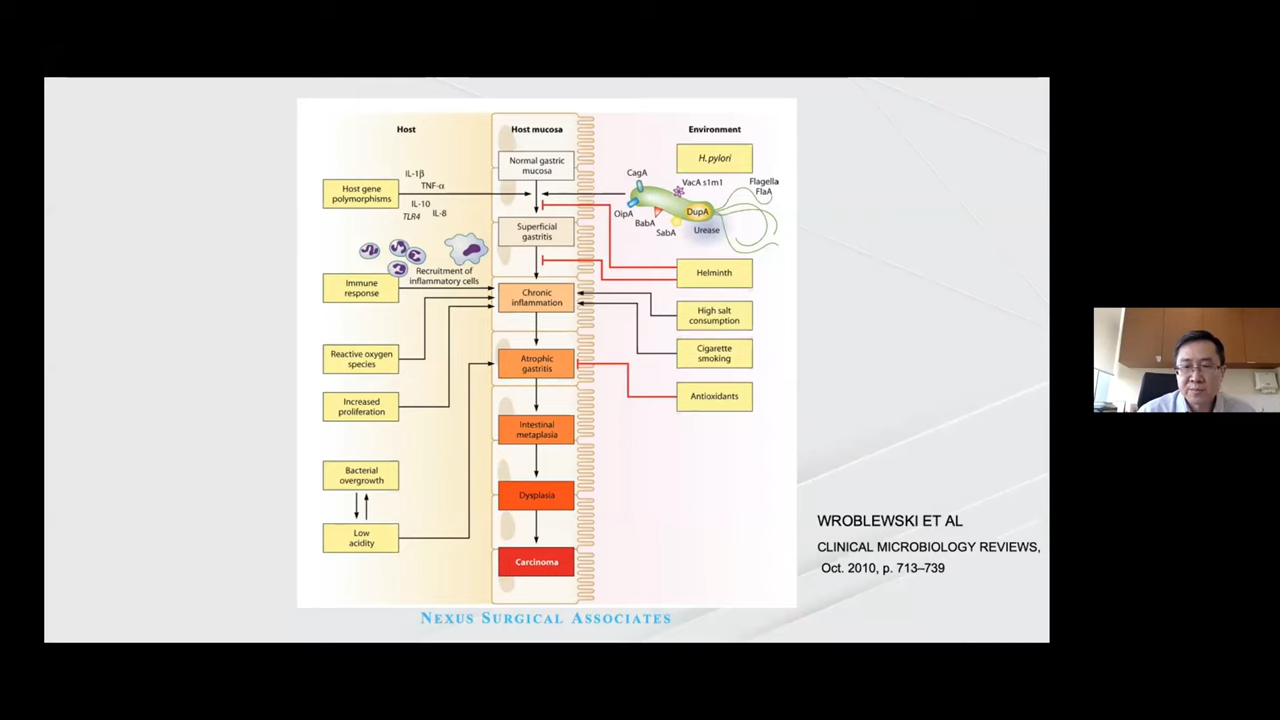 Host
Host mucosa
Environment
Normal gastric
mucosa
H. pylori
IL-1β
TNF-α
Host gene
polymorphisms
IL-10
TLR4
IL-8
CagA
VacA s1m1
Flagella
FlaA
OipA
BabA
SabA
DupA
Urease
Superficial
gastritis
Recruitment of
inflammatory cells
Immune
response
Chronic
inflammation
Helminth
High salt
consumption
Reactive oxygen
species
Atrophic
gastritis
Cigarette
smoking
Increased
proliferation
Antioxidants
Intestinal
metaplasia
Bacterial
overgrowth
Dysplasia
Low
acidity
Carcinoma
WROBLEWSKI ET AL
CLINICAL MICROBIOLOGY REVIEWS,
Oct. 2010, p. 713–739
NEXUS SURGICAL ASSOCIATES